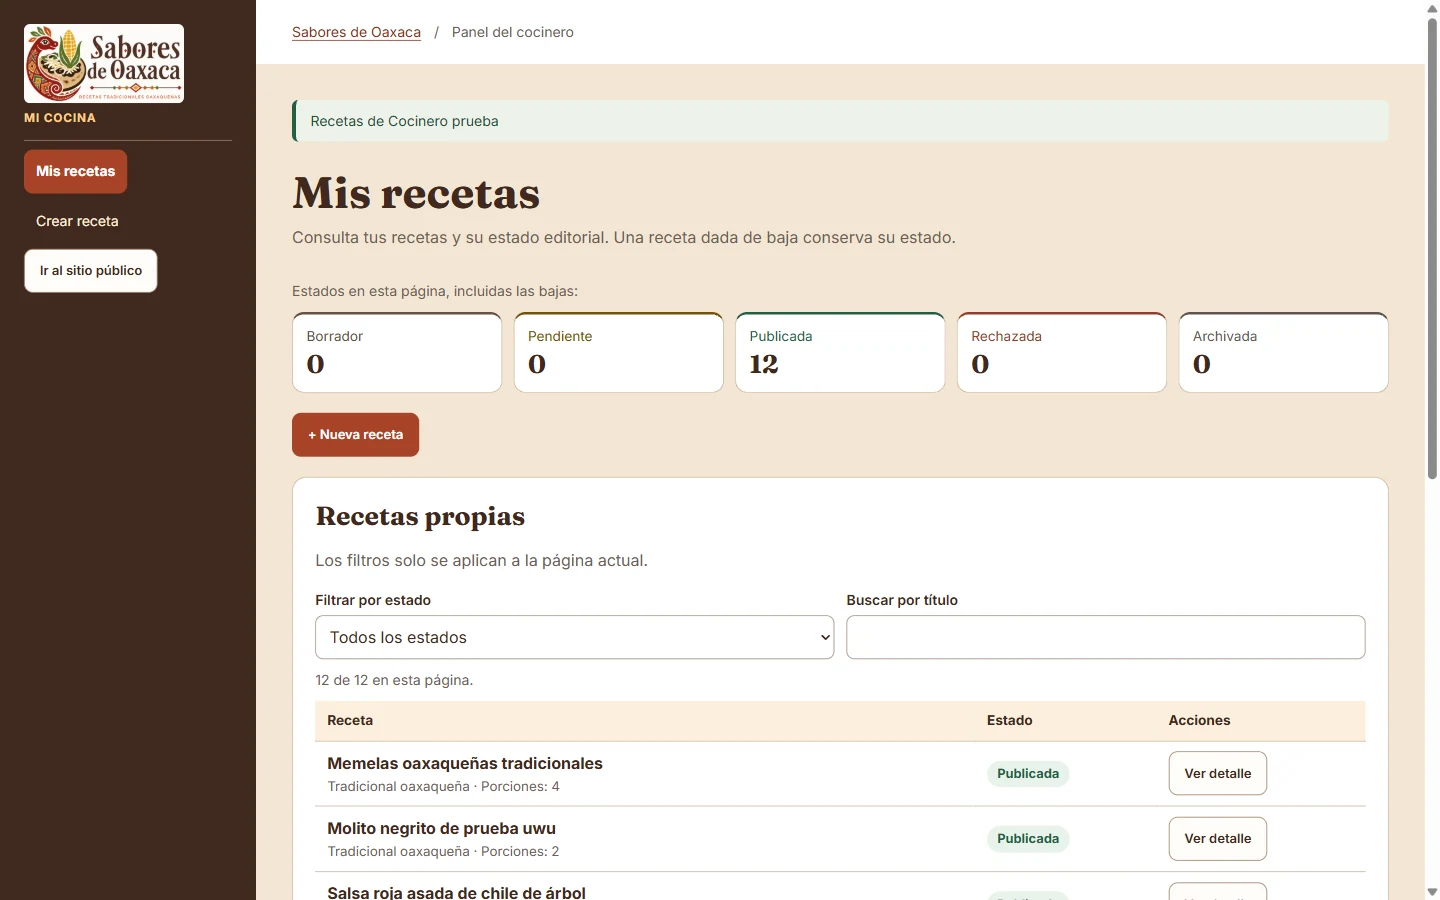 Sabores
de Oaxaca
RECETAS TRADICIONALES OAXAQUEÑAS
MI COCINA
Mis recetas
Crear receta
Ir al sitio público
Sabores de Oaxaca / Panel del cocinero
Recetas de Cocinero prueba
Mis recetas
Consulta tus recetas y su estado editorial. Una receta dada de baja conserva su estado.
Estados en esta página, incluidas las bajas:
Borrador
0
Pendiente
0
Publicada
12
Rechazada
0
Archivada
0
+ Nueva receta
Recetas propias
Los filtros solo se aplican a la página actual.
Filtrar por estado
Todos los estados
Buscar por título
12 de 12 en esta página.
Receta Estado Acciones
Memelas oaxaqueñas tradicionales
Tradicional oaxaqueña · Porciones: 4
Publicada
Ver detalle
Molito negrito de prueba uwu
Tradicional oaxaqueña · Porciones: 2
Publicada
Ver detalle
Salsa roja asada de chile de árbol